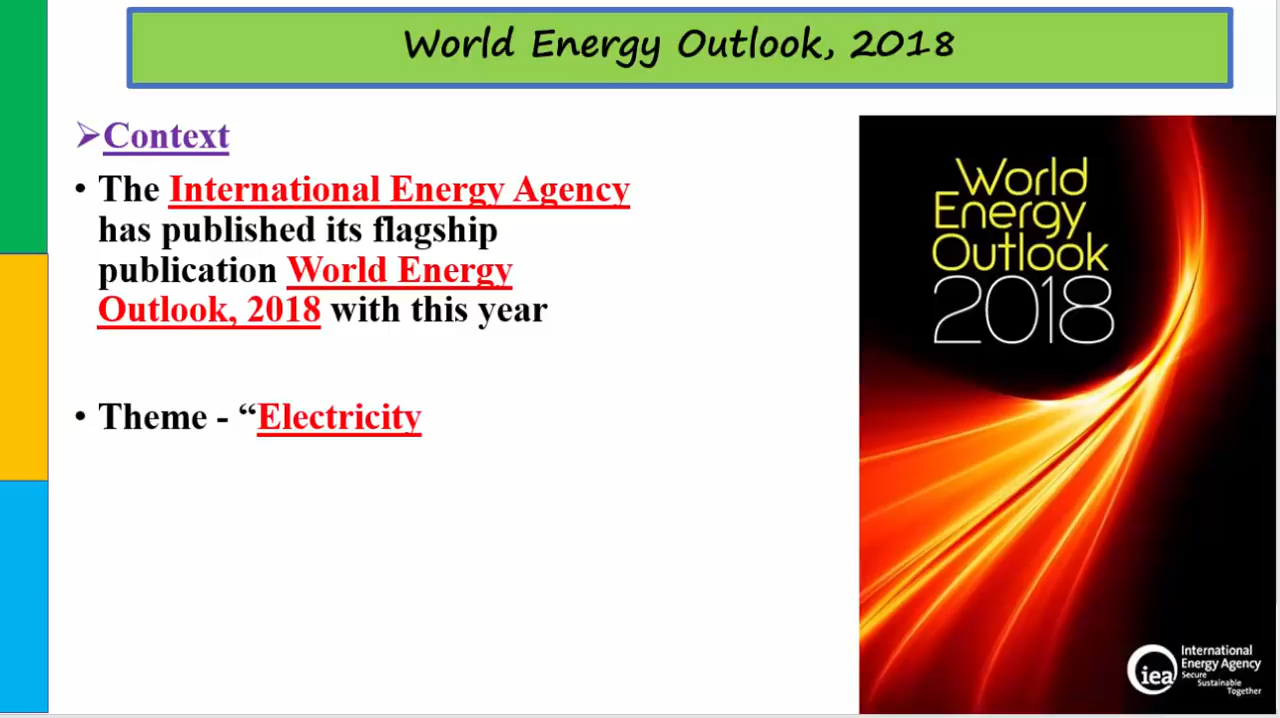 World Energy Outlook, 2018
➢Context
• The International Energy Agency
has published its flagship
publication World Energy
Outlook, 2018 with this year
• Theme - “Electricity
World
Energy
Outlook
2018
iea
International
Energy Agency
Secure
Sustainable
Together